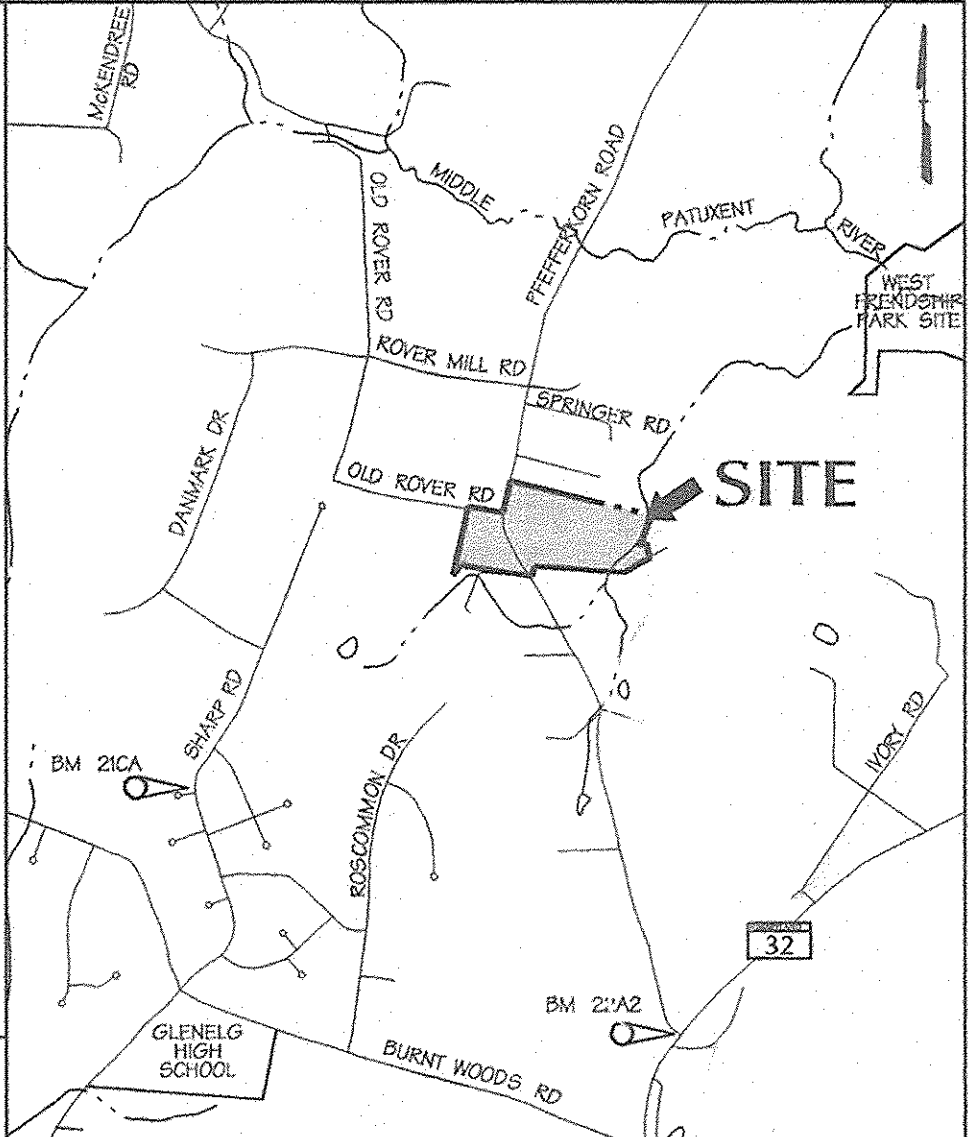 McKENDREE
RD
OLD ROVER RD
MIDDLE
PFEFFERKORN ROAD
PATUXENT
RIVER
WEST
FRENDSHIP
PARK SITE
ROVER MILL RD
SPRINGER RD
DANMARK DR
OLD ROVER RD
SITE
SHARP RD
BM 21CA
ROSCOMMON DR
IVORY RD
32
BM 22A2
GLENELG
HIGH
SCHOOL
BURNT WOODS RD